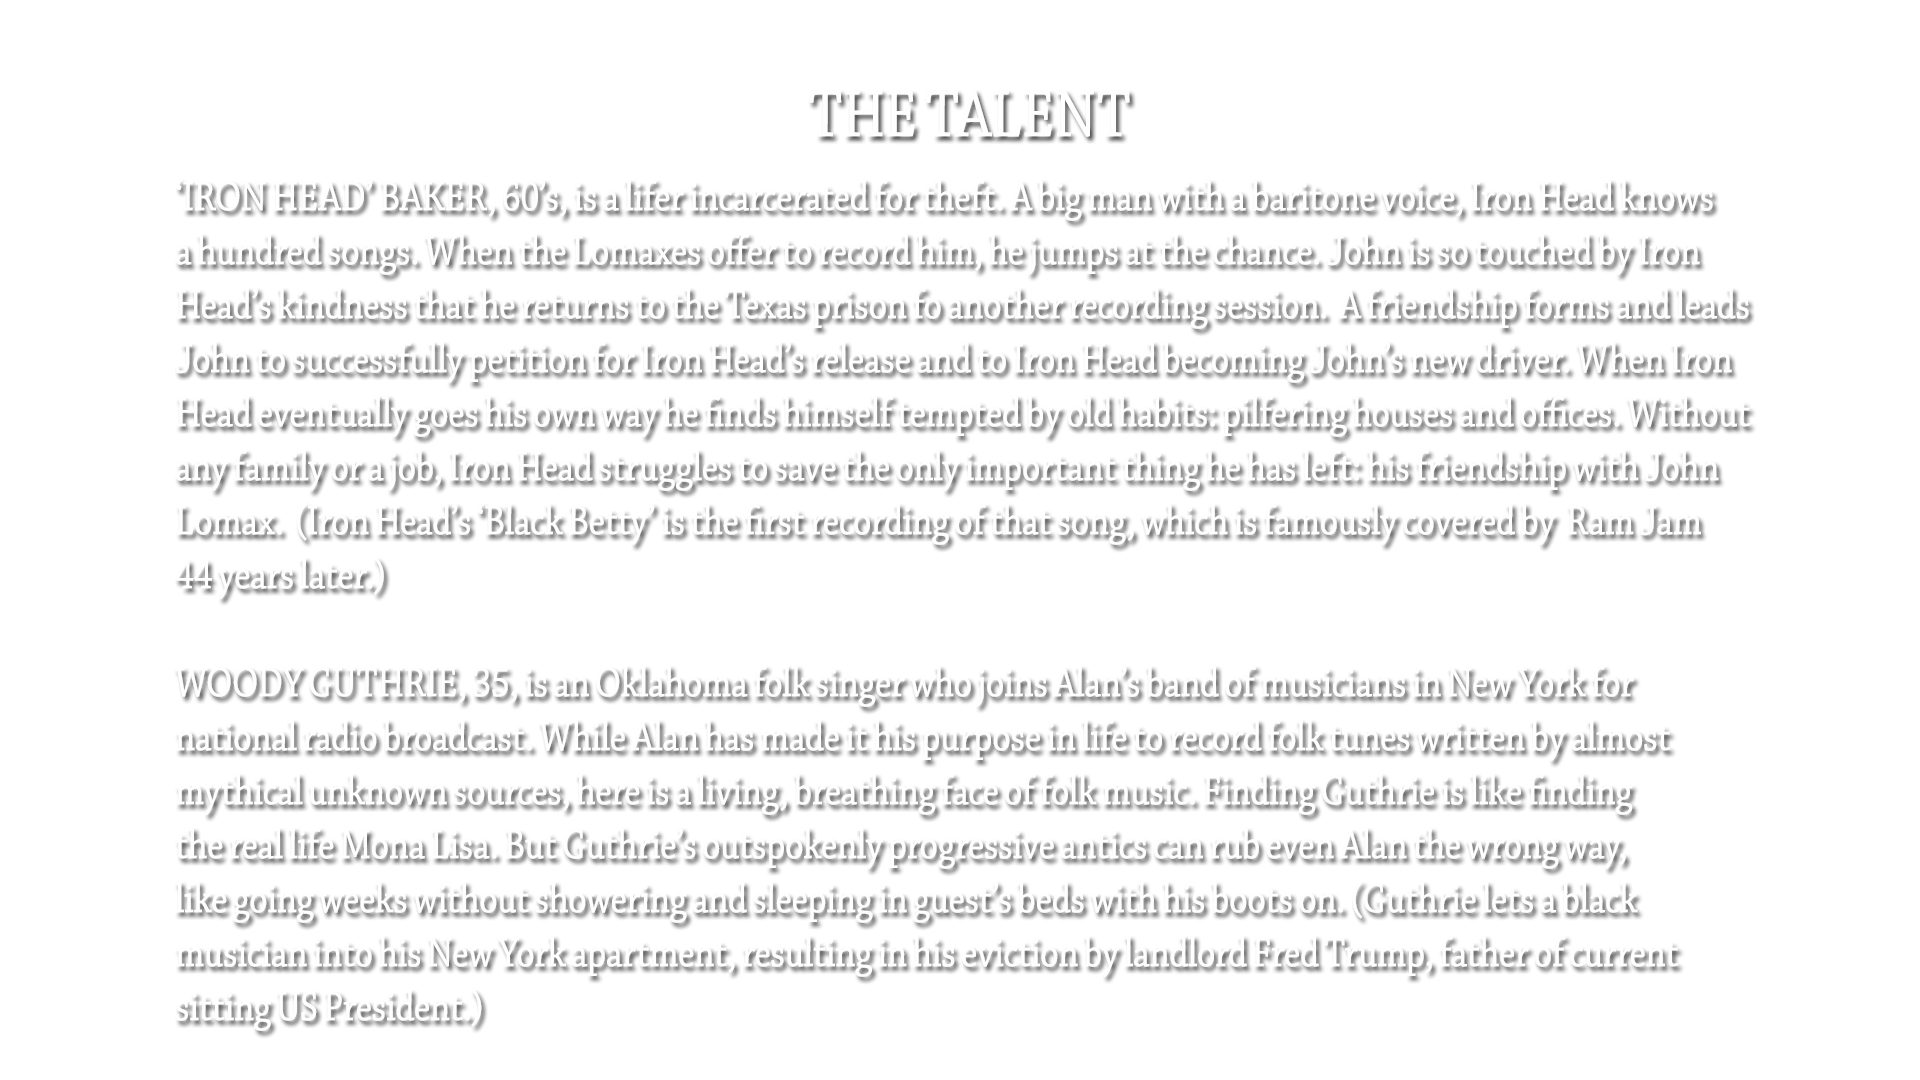 THE TALENT
‘IRON HEAD’ BAKER, 60’s, is a lifer incarcerated for theft. A big man with a baritone voice, Iron Head knows
a hundred songs. When the Lomaxes offer to record him, he jumps at the chance. John is so touched by Iron
Head’s kindness that he returns to the Texas prison fo another recording session.  A friendship forms and leads
John to successfully petition for Iron Head’s release and to Iron Head becoming John’s new driver. When Iron
Head eventually goes his own way he finds himself tempted by old habits: pilfering houses and offices. Without
any family or a job, Iron Head struggles to save the only important thing he has left: his friendship with John
Lomax.  (Iron Head’s ‘Black Betty’ is the first recording of that song, which is famously covered by  Ram Jam
44 years later.)
WOODY GUTHRIE, 35, is an Oklahoma folk singer who joins Alan’s band of musicians in New York for
national radio broadcast. While Alan has made it his purpose in life to record folk tunes written by almost
mythical unknown sources, here is a living, breathing face of folk music. Finding Guthrie is like finding
the real life Mona Lisa. But Guthrie’s outspokenly progressive antics can rub even Alan the wrong way,
like going weeks without showering and sleeping in guest’s beds with his boots on. (Guthrie lets a black
musician into his New York apartment, resulting in his eviction by landlord Fred Trump, father of current
sitting US President.)